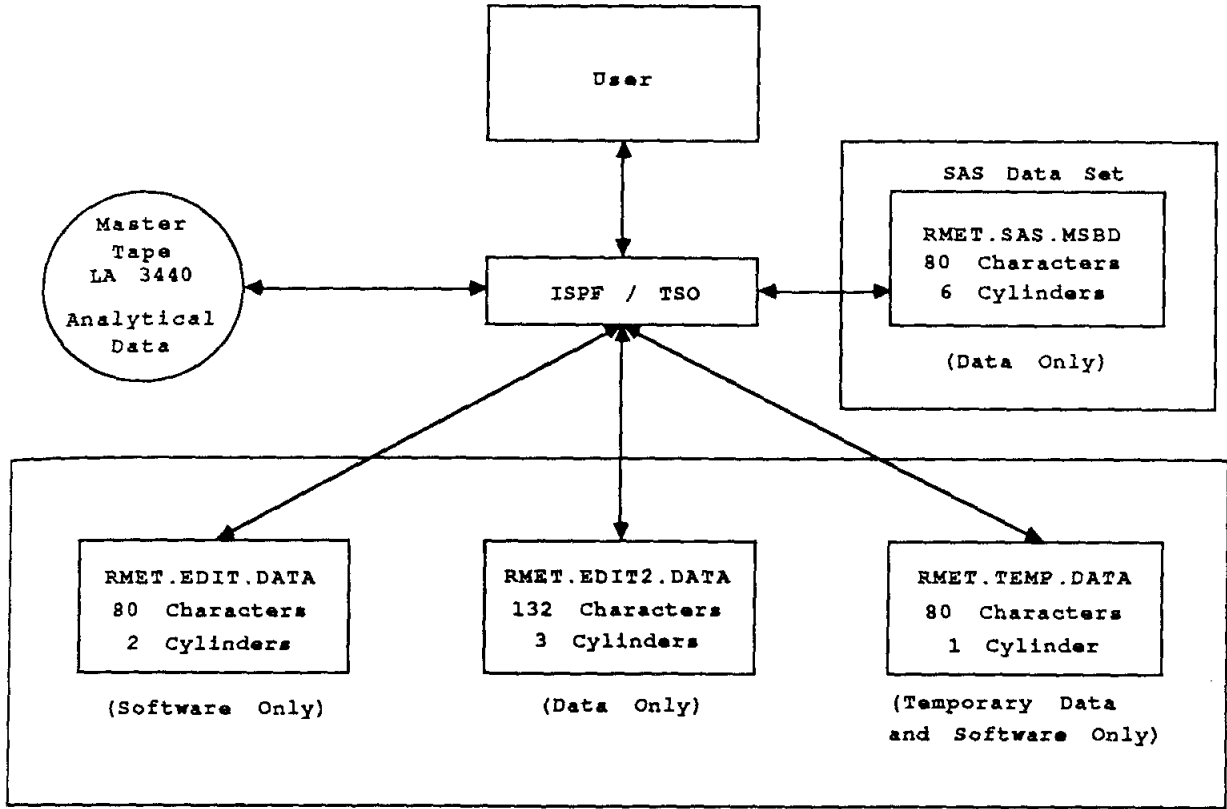 User
SAS Data Set
Master
Tape
LA 3440
Analytical
Data
ISPF / TSO
RMET.SAS.MSBD
80 Characters
6 Cylinders
(Data Only)
RMET.EDIT.DATA
80 Characters
2 Cylinders
(Software Only)
RMET.EDIT2.DATA
132 Characters
3 Cylinders
(Data Only)
RMET.TEMP.DATA
80 Characters
1 Cylinder
(Temporary Data
and Software Only)